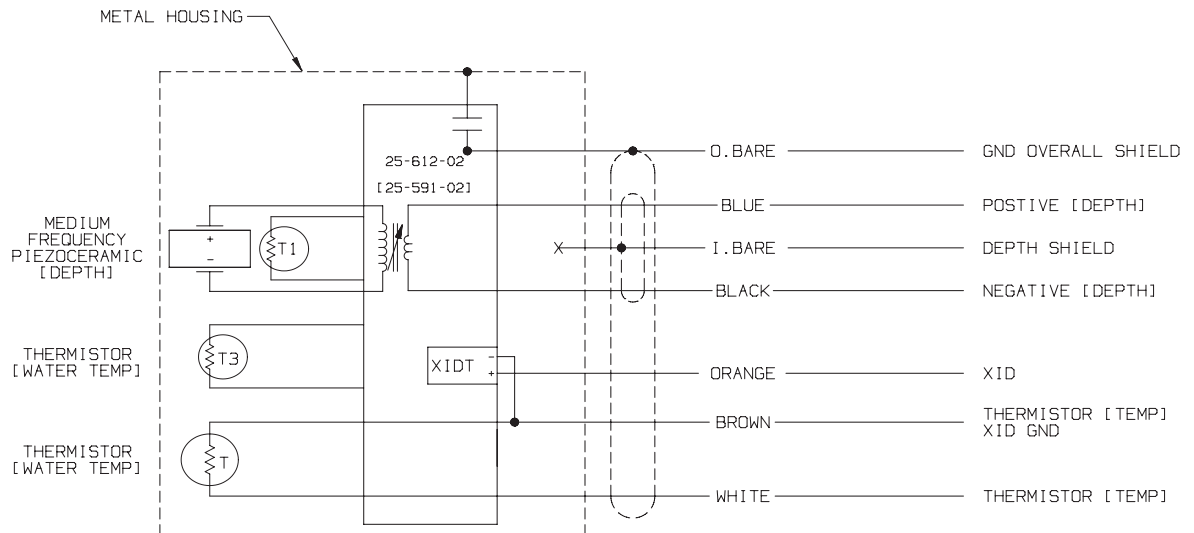 METAL HOUSING
25-612-02
[25-591-02]
O.BARE GND OVERALL SHIELD
BLUE POSTIVE [DEPTH]
MEDIUM
FREQUENCY
PIEZOCERAMIC
[DEPTH]
+
-
T1
X
I.BARE DEPTH SHIELD
BLACK NEGATIVE [DEPTH]
THERMISTOR
[WATER TEMP]
T3
XIDT
-
+
ORANGE XID
BROWN THERMISTOR [TEMP]
XID GND
THERMISTOR
[WATER TEMP]
T
WHITE THERMISTOR [TEMP]